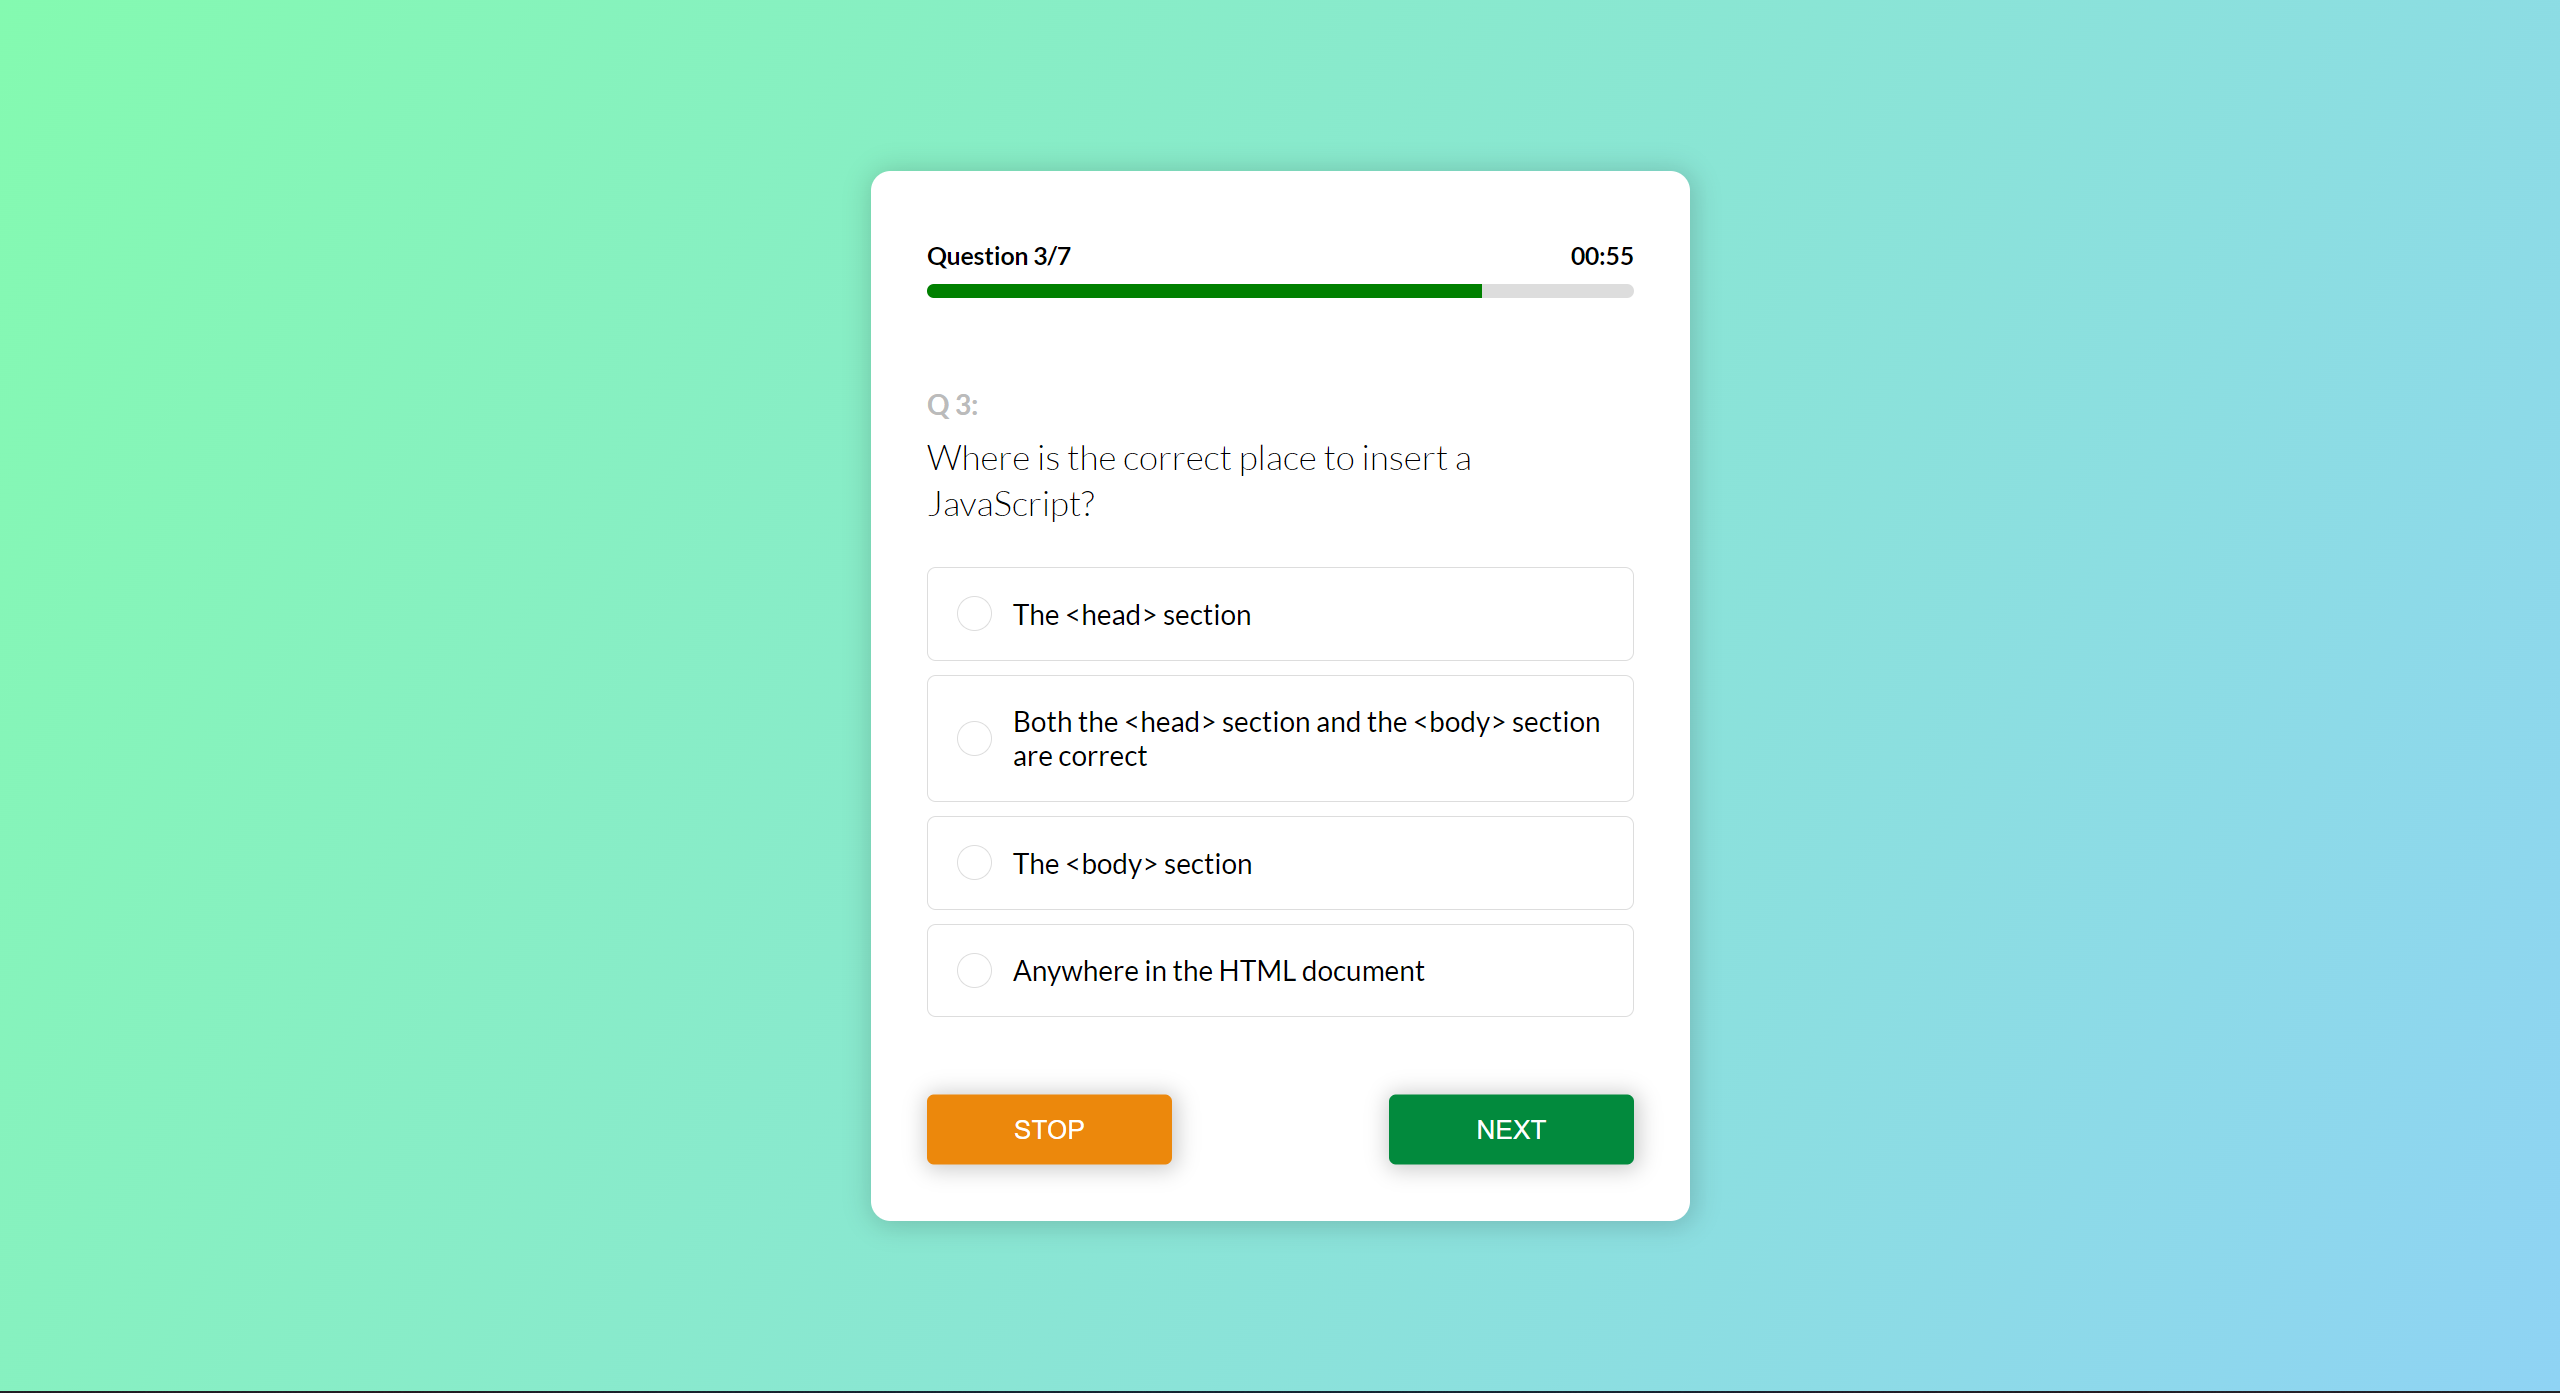 Question 3/7
00:55
Q 3:
Where is the correct place to insert a
JavaScript?
The <head> section
Both the <head> section and the <body> section
are correct
The <body> section
Anywhere in the HTML document
STOP
NEXT